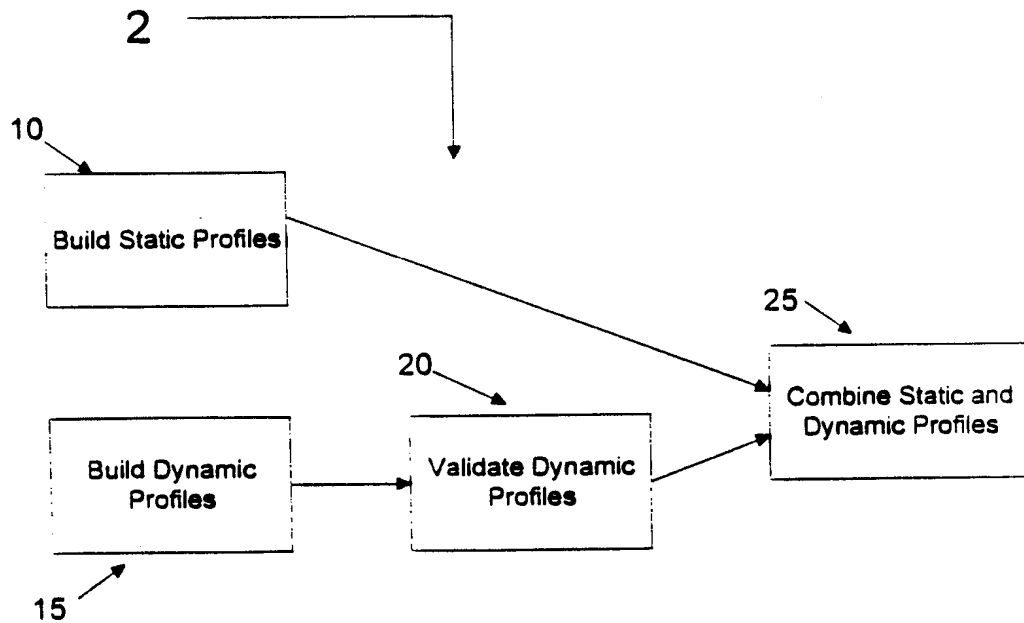 2
10
Build Static Profiles
25
20
Combine Static and
Dynamic Profiles
Build Dynamic
Profiles
Validate Dynamic
Profiles
15